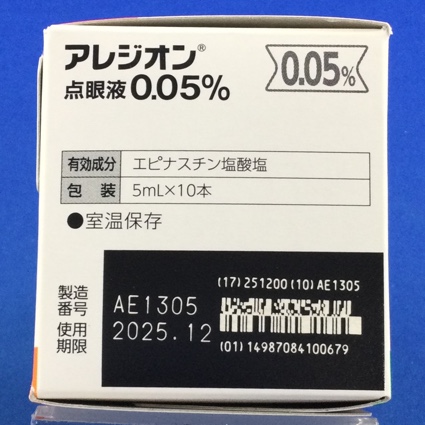 アレジオン®
点眼液0.05%
0.05%
有効成分 エピナスチン塩酸塩
包装 5mL×10本
●室温保存
(17)251200(10)AE1305
製造番号 AE1305
使用期限 2025.12
(01)14987084100679